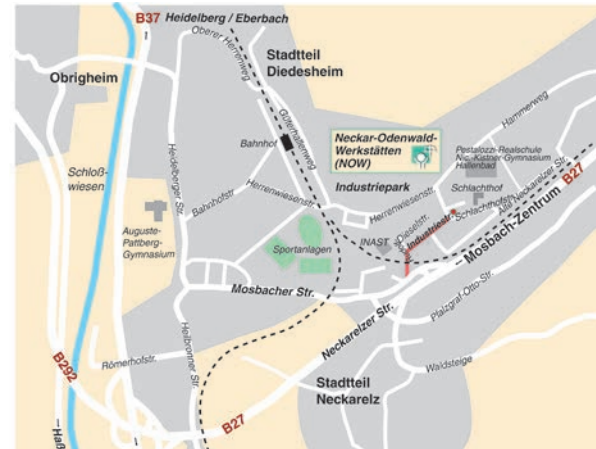 B37 Heidelberg / Eberbach
Oberer Herrenweg
Stadtteil
Diedesheim
Obrigheim
Güterhallenweg
Hammerweg
Neckar-Odenwald-
Werkstätten
(NOW)
Bahnhof
Pestalozzi-Realschule
Nic.-Kistner-Gymnasium
Hallenbad
Schloß-
wiesen
Heidelberger Str.
Industriepark
Alte Neckarelzer Str.
B27
Bahnhofstr.
Herrenwiesenstr.
Herrenwiesenstr.
Schlachthof
Schlachthofstr.
Auguste-
Pattberg-
Gymnasium
Sportanlagen
INAST
Dieselstr.
Industriestr.
Mosbach-Zentrum
Mosbacher Str.
Neckarelzer Str.
Pfalzgraf-Otto-Str.
Heilbronner Str.
Römerhofstr.
B292
Waldsteige
Stadtteil
Neckarelz
B27